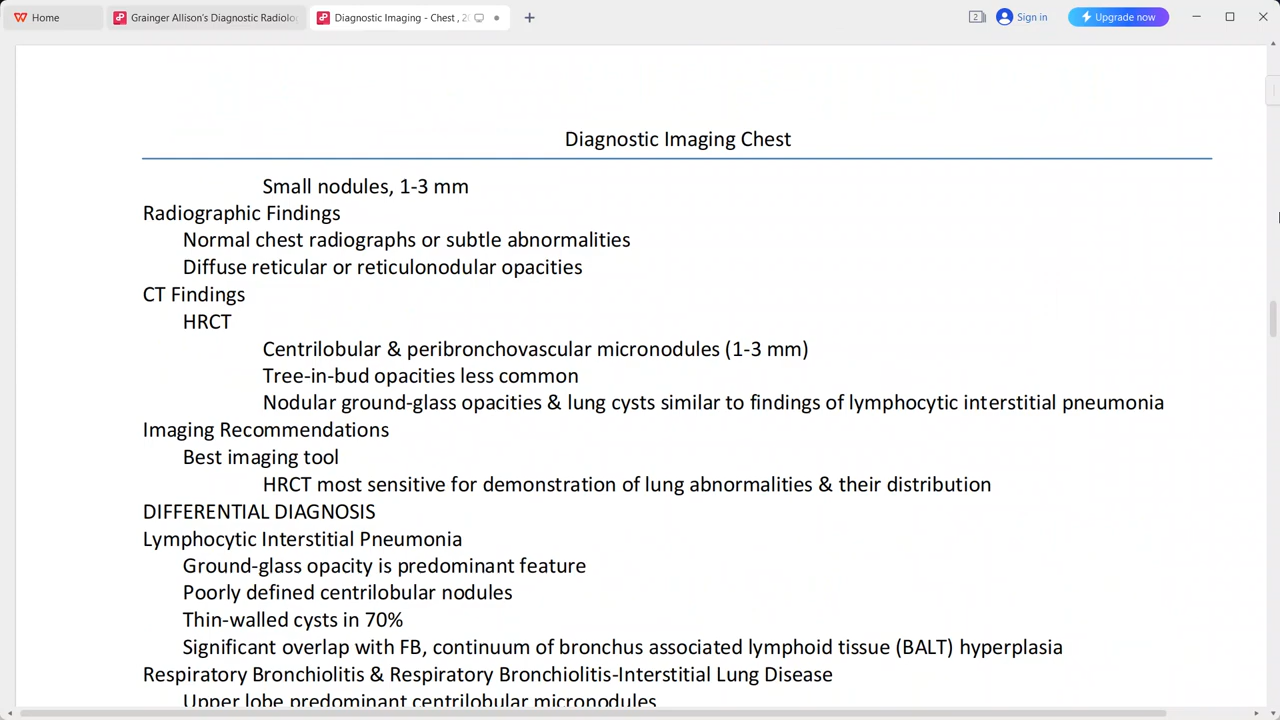 Home
Grainger Allison's Diagnostic Radiolo
Diagnostic Imaging - Chest , 2
2
Sign in
Upgrade now
Diagnostic Imaging Chest
Small nodules, 1-3 mm
Radiographic Findings
Normal chest radiographs or subtle abnormalities
Diffuse reticular or reticulonodular opacities
CT Findings
HRCT
Centrilobular & peribronchovascular micronodules (1-3 mm)
Tree-in-bud opacities less common
Nodular ground-glass opacities & lung cysts similar to findings of lymphocytic interstitial pneumonia
Imaging Recommendations
Best imaging tool
HRCT most sensitive for demonstration of lung abnormalities & their distribution
DIFFERENTIAL DIAGNOSIS
Lymphocytic Interstitial Pneumonia
Ground-glass opacity is predominant feature
Poorly defined centrilobular nodules
Thin-walled cysts in 70%
Significant overlap with FB, continuum of bronchus associated lymphoid tissue (BALT) hyperplasia
Respiratory Bronchiolitis & Respiratory Bronchiolitis-Interstitial Lung Disease
Upper lobe predominant centrilobular micronodules